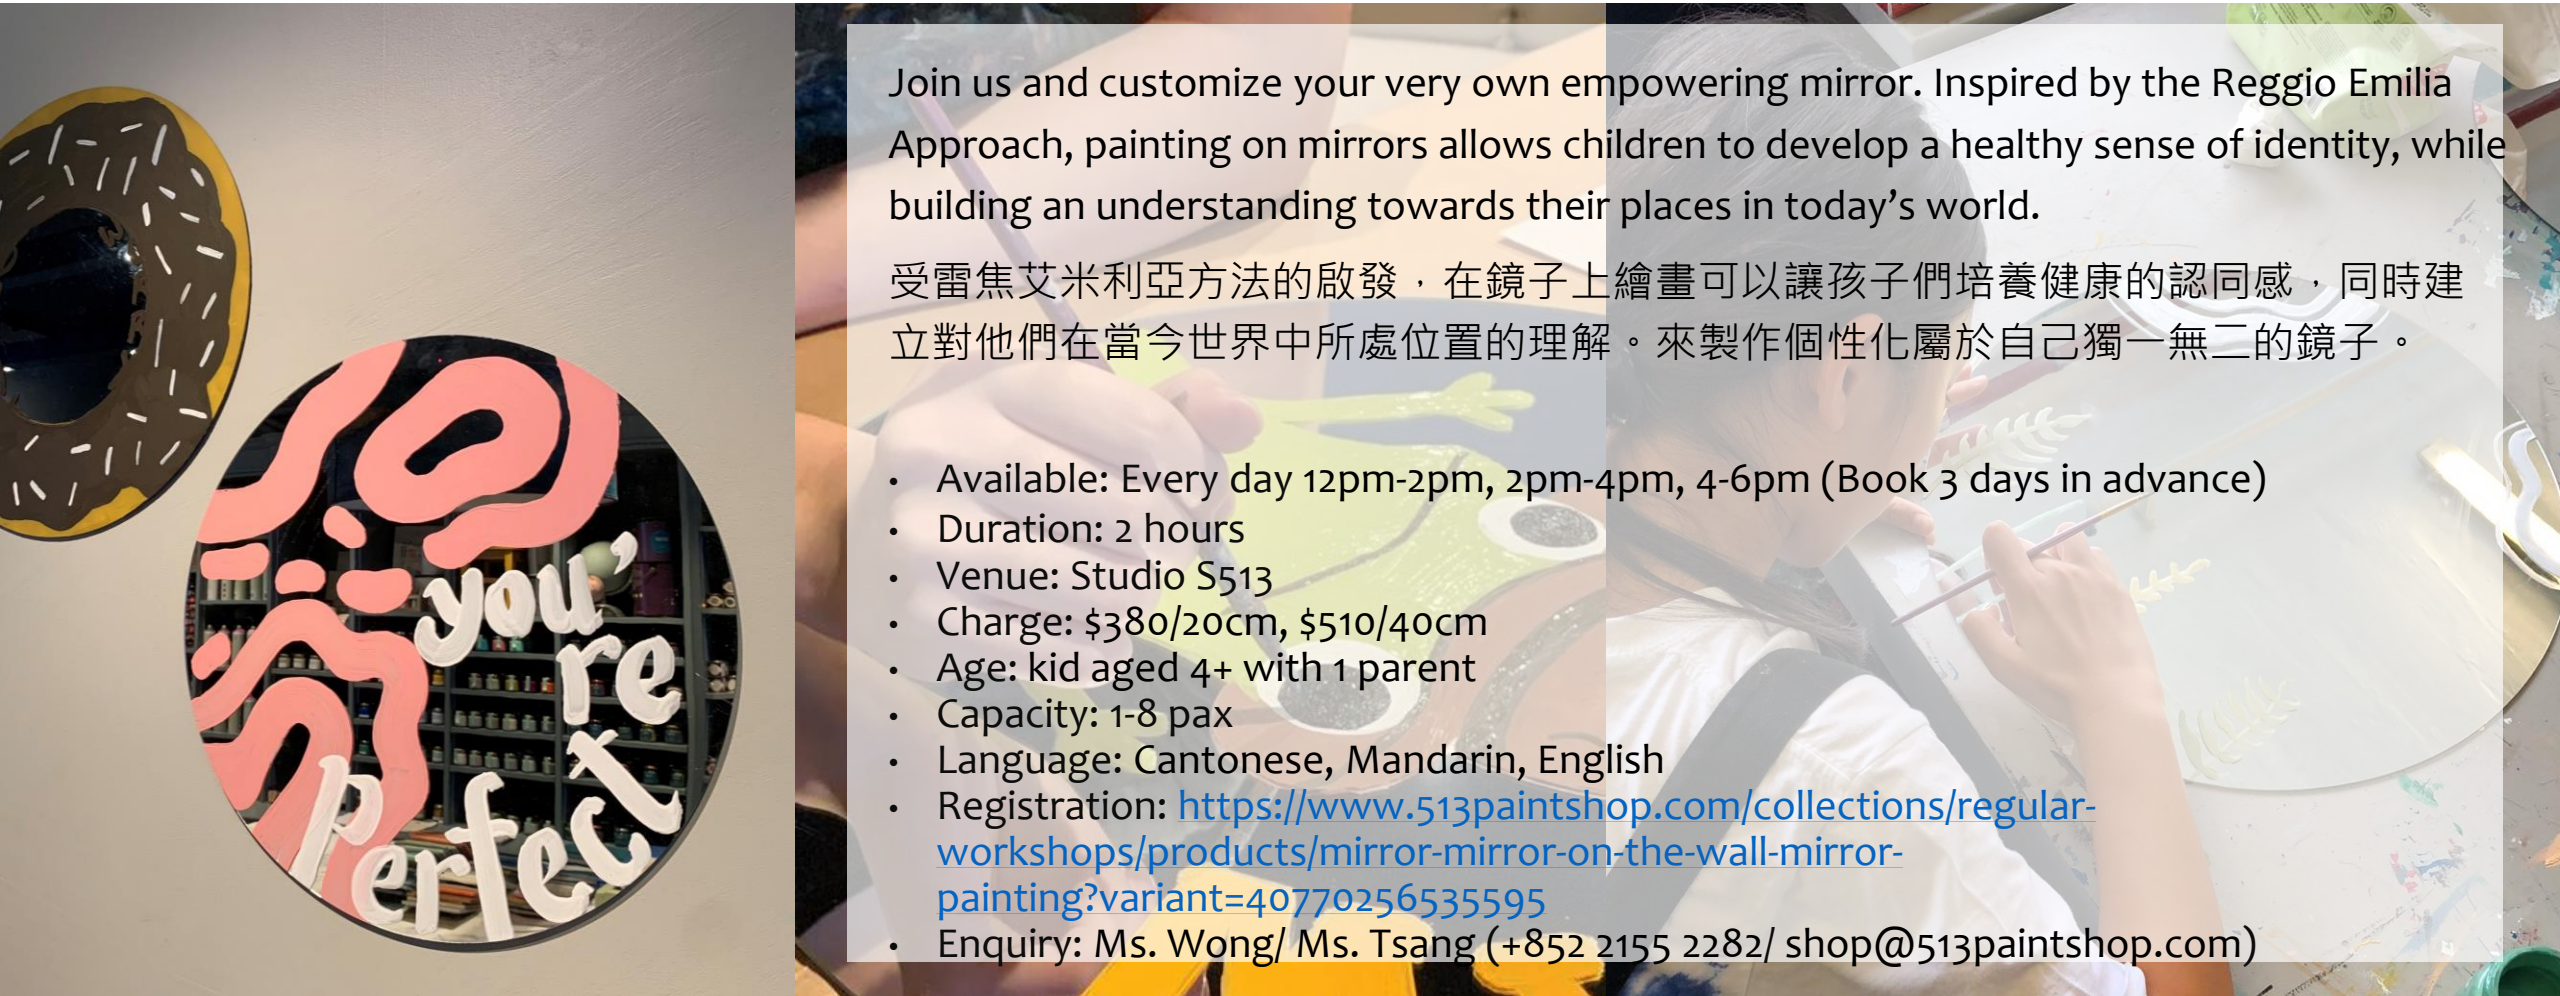 you're
Perfect
Join us and customize your very own empowering mirror. Inspired by the Reggio Emilia
Approach, painting on mirrors allows children to develop a healthy sense of identity, while
building an understanding towards their places in today's world.
受雷焦艾米利亞方法的啟發，在鏡子上繪畫可以讓孩子們培養健康的認同感，同時建
立對他們在當今世界中所處位置的理解。來製作個性化屬於自己獨一無二的鏡子。
• Available: Every day 12pm-2pm, 2pm-4pm, 4-6pm (Book 3 days in advance)
• Duration: 2 hours
• Venue: Studio S513
• Charge: $380/20cm, $510/40cm
• Age: kid aged 4+ with 1 parent
• Capacity: 1-8 pax
• Language: Cantonese, Mandarin, English
• Registration: https://www.513paintshop.com/collections/regular-
workshops/products/mirror-mirror-on-the-wall-mirror-
painting?variant=40770256535595
• Enquiry: Ms. Wong/ Ms. Tsang (+852 2155 2282/ shop@513paintshop.com)